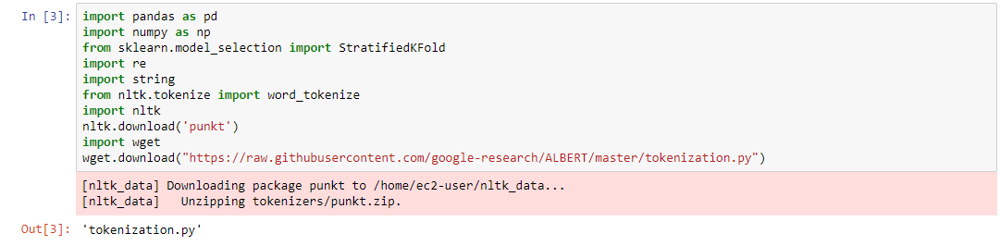 In [3]: import pandas as pd
import numpy as np
from sklearn.model_selection import StratifiedKFold
import re
import string
from nltk.tokenize import word_tokenize
import nltk
nltk.download('punkt')
import wget
wget.download("https://raw.githubusercontent.com/google-research/ALBERT/master/tokenization.py")
[nltk_data] Downloading package punkt to /home/ec2-user/nltk_data...
[nltk_data]   Unzipping tokenizers/punkt.zip.
Out[3]: 'tokenization.py'